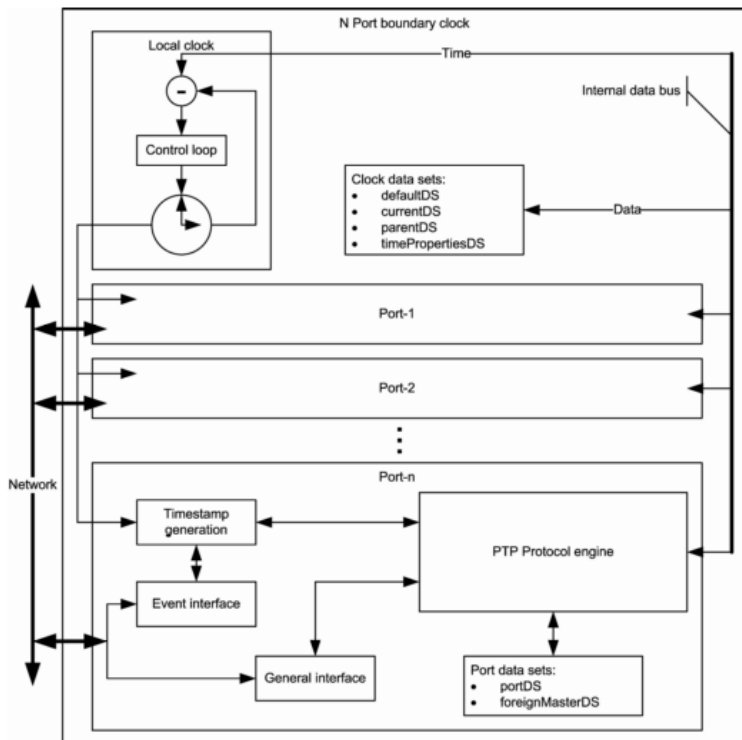 N Port boundary clock
Local clock
Time
-
Internal data bus
Control loop
Clock data sets:
• defaultDS
• currentDS
• parentDS
• timePropertiesDS
Data
Port-1
Port-2
Port-n
Network
Timestamp
generation
PTP Protocol engine
Event interface
General interface
Port data sets:
• portDS
• foreignMasterDS